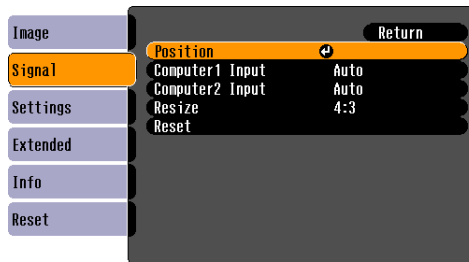 Image
Signal
Settings
Extended
Info
Reset
Return
Position
Computer1 Input Auto
Computer2 Input Auto
Resize 4:3
Reset